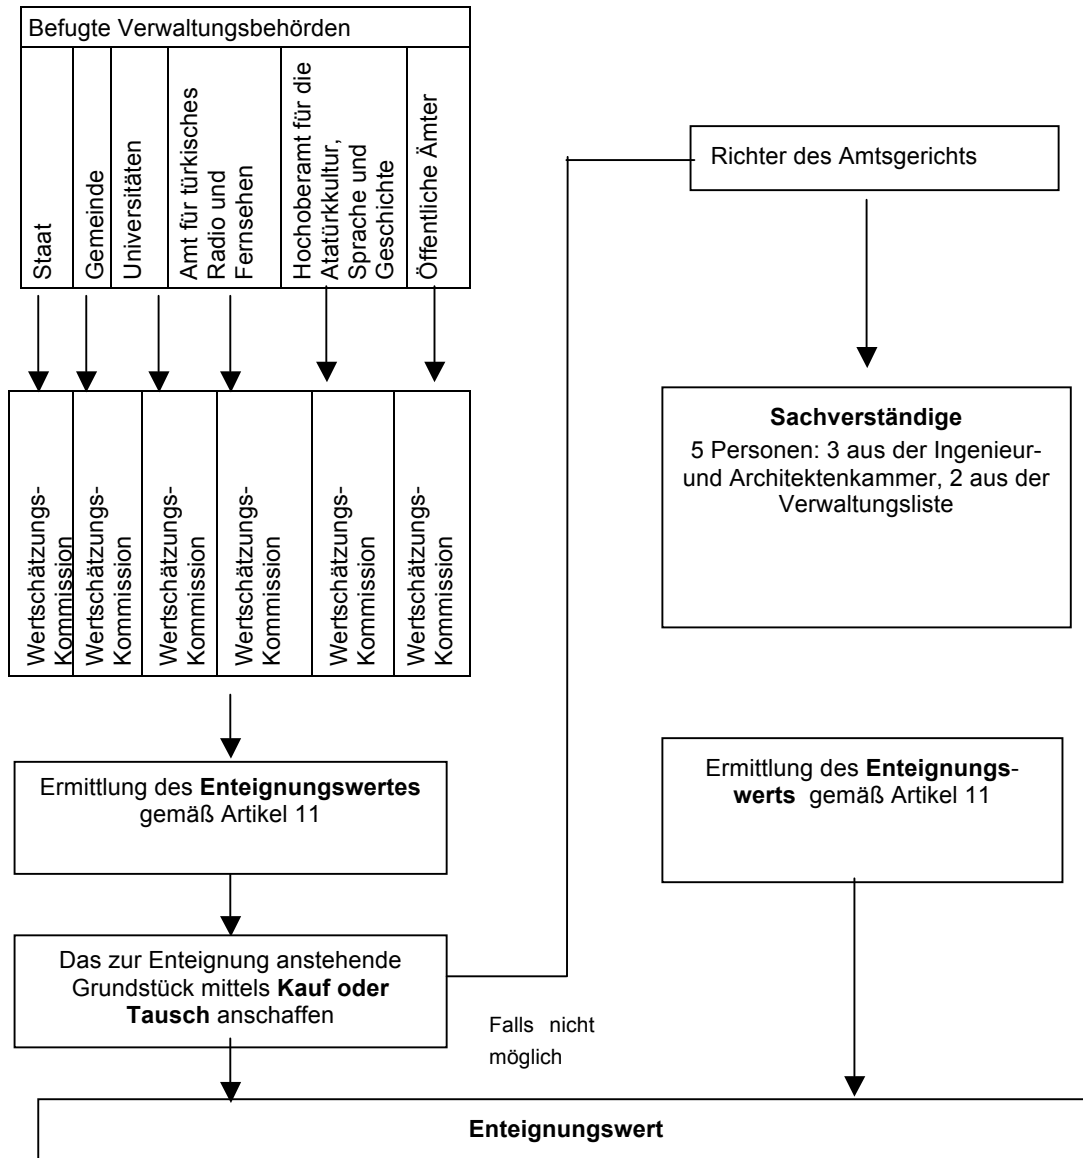 Befugte Verwaltungsbehörden
Staat
Gemeinde
Universitäten
Amt für türkisches
Radio und
Fernsehen
Hochoberamt für die
Atatürkkultur,
Sprache und
Geschichte
Öffentliche Ämter
Wertschätzungs-
Kommission
Wertschätzungs-
Kommission
Wertschätzungs-
Kommission
Wertschätzungs-
Kommission
Wertschätzungs-
Kommission
Wertschätzungs-
Kommission
Ermittlung des Enteignungswertes
gemäß Artikel 11
Das zur Enteignung anstehende
Grundstück mittels Kauf oder
Tausch anschaffen
Falls nicht
möglich
Richter des Amtsgerichts
Sachverständige
5 Personen: 3 aus der Ingenieur-
und Architektenkammer, 2 aus der
Verwaltungsliste
Ermittlung des Enteignungs-
werts gemäß Artikel 11
Enteignungswert